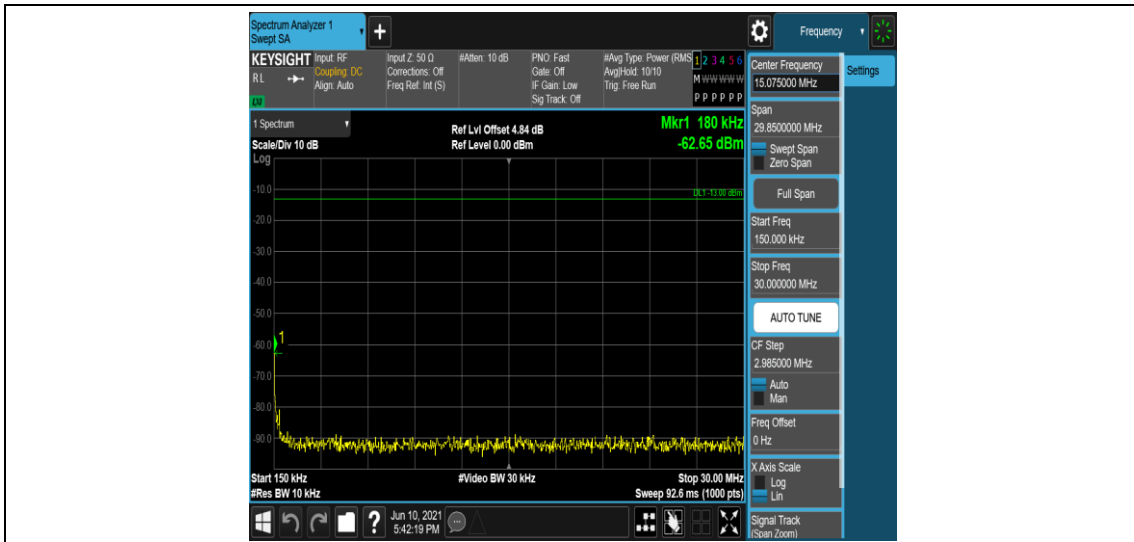 Spectrum Analyzer 1
Swept SA
+
Frequency
KEYSIGHT
R L
LXI
Input: RF
Coupling: DC
Align: Auto
Input Z: 50 Ω
Corrections: Off
Freq Ref: Int (S)
#Atten: 10 dB
PNO: Fast
Gate: Off
IF Gain: Low
Sig Track: Off
#Avg Type: Power (RMS
Avg|Hold: 10/10
Trig: Free Run
1 2 3 4 5 6
M W W W W W
P P P P P P
1 Spectrum
Scale/Div 10 dB
Log
Ref Lvl Offset 4.84 dB
Ref Level 0.00 dBm
Mkr1 180 kHz
-62.65 dBm
DL1 -13.00 dBm
-10.0
-20.0
-30.0
-40.0
-50.0
-60.0
-70.0
-80.0
-90.0
1
Start 150 kHz
#Res BW 10 kHz
#Video BW 30 kHz
Stop 30.00 MHz
Sweep 92.6 ms (1000 pts)
?
Jun 10, 2021
5:42:19 PM
Center Frequency
15.075000 MHz
Settings
Span
29.8500000 MHz
Swept Span
Zero Span
Full Span
Start Freq
150.000 kHz
Stop Freq
30.000000 MHz
AUTO TUNE
CF Step
2.985000 MHz
Auto
Man
Freq Offset
0 Hz
X Axis Scale
Log
Lin
Signal Track
(Span Zoom)